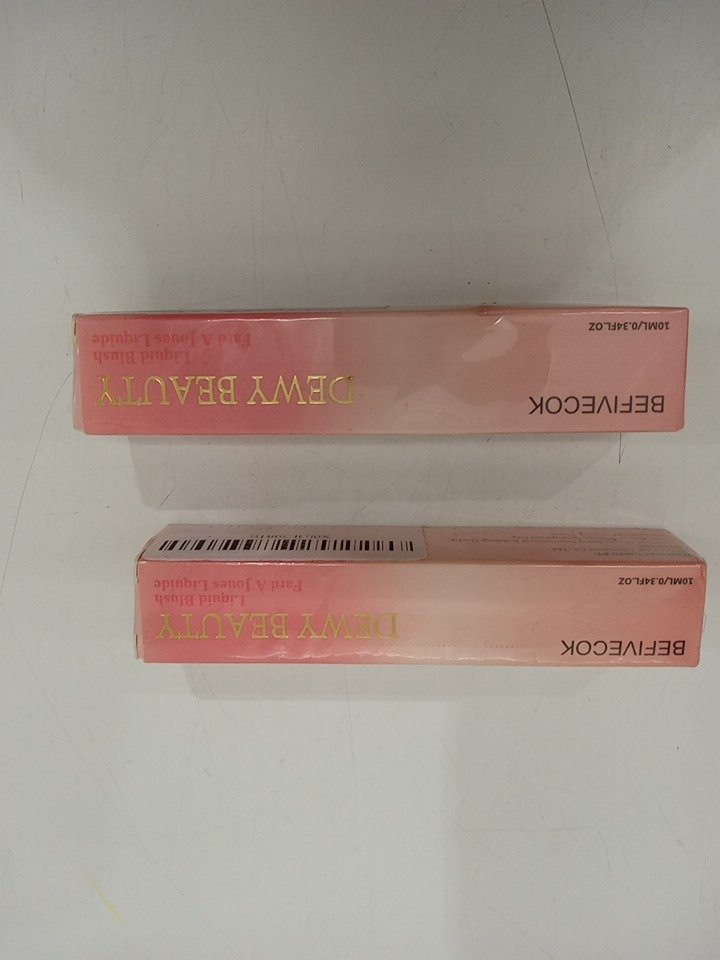 BEFIVECOK
DEWY BEAUTY
Liquid Blush
Fard À Joues Liquide
10ML/0.34FL.OZ
BEFIVECOK
DEWY BEAUTY
Liquid Blush
Fard À Joues Liquide
10ML/0.34FL.OZ